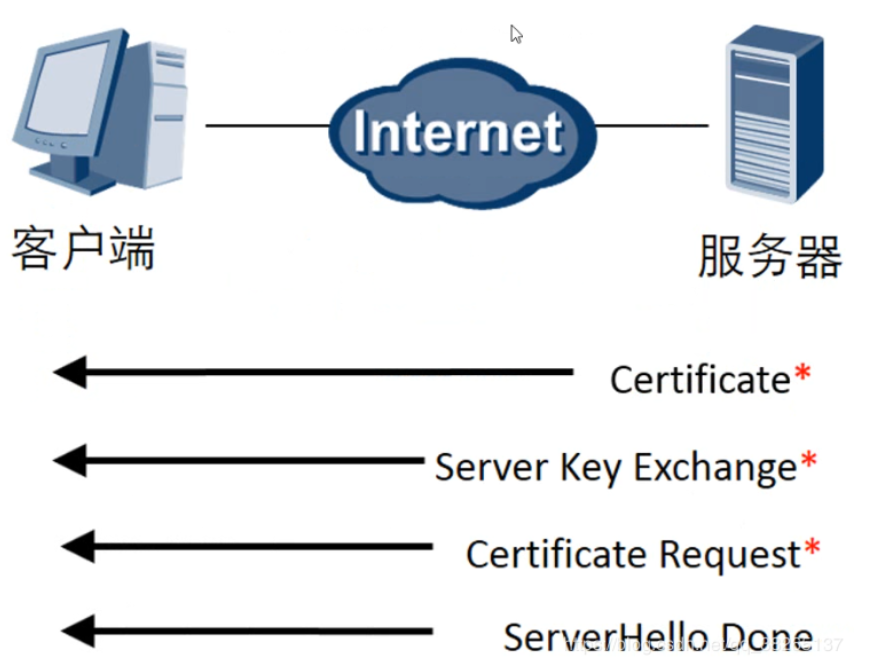 Internet
客户端
服务器
Certificate*
Server Key Exchange*
Certificate Request*
ServerHello Done